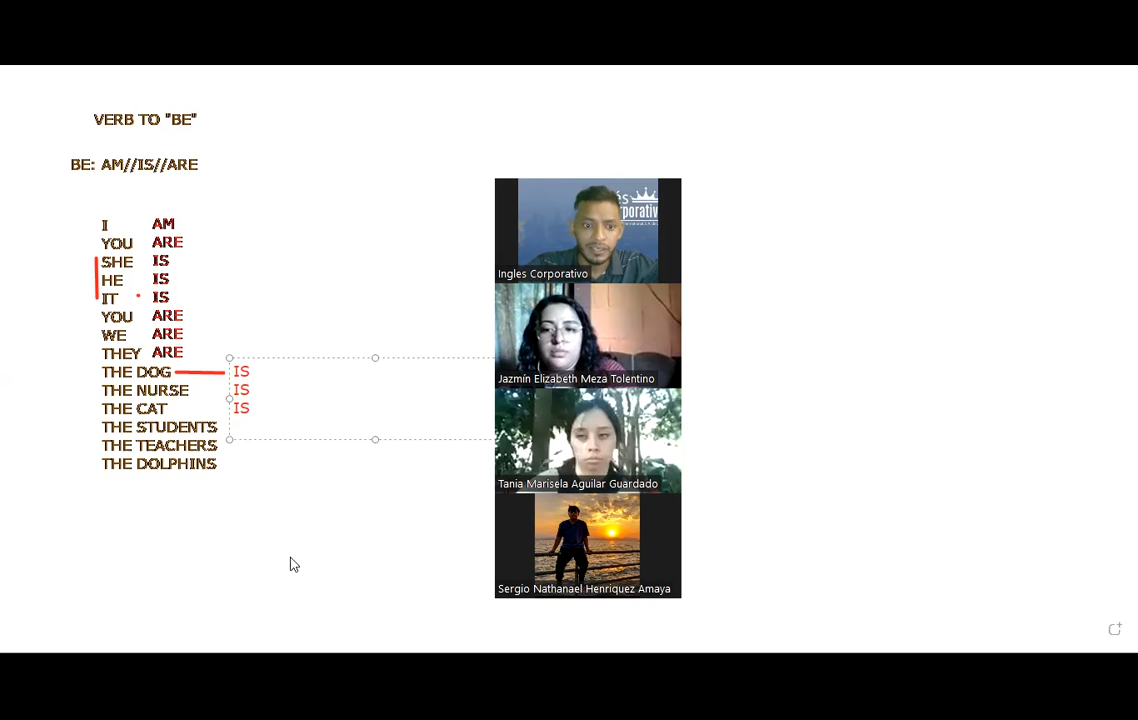 VERB TO "BE"
BE: AM//IS//ARE
I AM
YOU ARE
SHE IS
HE IS
IT IS
YOU ARE
WE ARE
THEY ARE
THE DOG IS
THE NURSE IS
THE CAT IS
THE STUDENTS
THE TEACHERS
THE DOLPHINS
és
orporativ
Ingles Corporativo
Jazmín Elizabeth Meza Tolentino
Tania Marisela Aguilar Guardado
Sergio Nathanael Henriquez Amaya